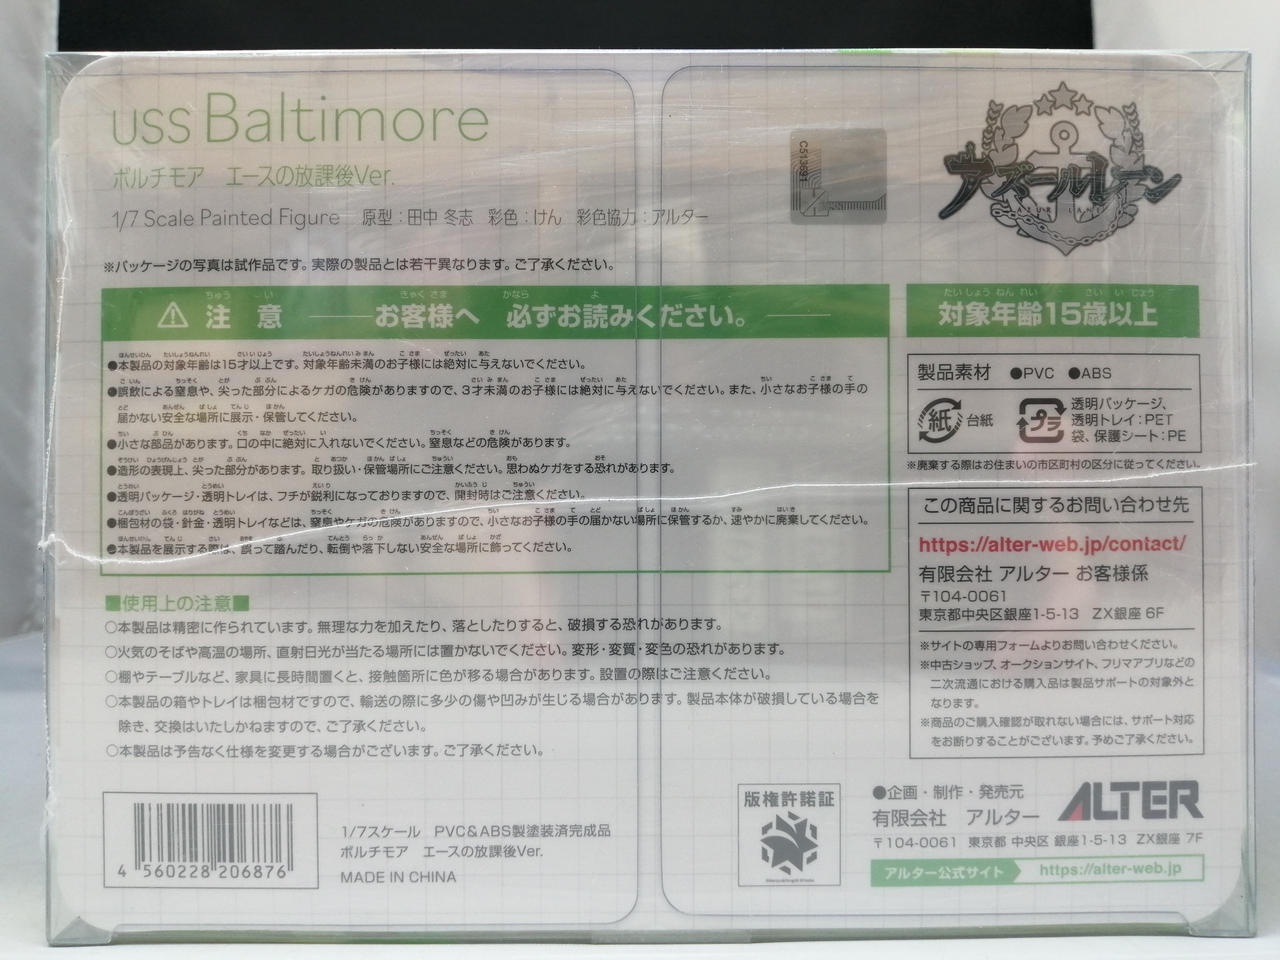 USS Baltimore
ボルチモア エースの放課後Ver.
1/7 Scale Painted Figure 原型：田中 冬志 彩色：けん 彩色協力：アルター
※パッケージの写真は試作品です。実際の製品とは若干異なります。ご了承ください。
C513691
アズールレーン
AZUR LANE
⚠ 注 意 ── お客様へ 必ずお読みください。──
●本製品の対象年齢は15才以上です。対象年齢未満のお子様には絶対に与えないでください。
●誤飲による窒息や、尖った部分によるケガの危険がありますので、3才未満のお子様には絶対に与えないでください。また、小さなお子様の手の
届かない安全な場所に展示・保管してください。
●小さな部品があります。口の中に絶対に入れないでください。窒息などの危険があります。
●造形の表現上、尖った部分があります。取り扱い・保管場所にご注意ください。思わぬケガをする恐れがあります。
●透明パッケージ・透明トレイは、フチが鋭利になっておりますので、開封時はご注意ください。
●梱包材の袋・針金・透明トレイなどは、窒息やケガの危険がありますので、小さなお子様の手の届かない場所に保管するか、速やかに廃棄してください。
●本製品を展示する際は、誤って踏んだり、転倒や落下しない安全な場所に飾ってください。
■使用上の注意■
○本製品は精密に作られています。無理な力を加えたり、落としたりすると、破損する恐れがあります。
○火気のそばや高温の場所、直射日光が当たる場所には置かないでください。変形・変質・変色の恐れがあります。
○棚やテーブルなど、家具に長時間置くと、接触箇所に色が移る場合があります。設置の際はご注意ください。
○本製品の箱やトレイは梱包材ですので、輸送の際に多少の傷や凹みが生じる場合があります。製品本体が破損している場合を
除き、交換はいたしかねますので、ご了承ください。
○本製品は予告なく仕様を変更する場合がございます。ご了承ください。
4 560228 206876
1/7スケール PVC&ABS製塗装済完成品
ボルチモア エースの放課後Ver.
MADE IN CHINA
対象年齢15歳以上
製品素材 ●PVC ●ABS
紙 台紙
プラ 透明パッケージ、
透明トレイ：PET
袋、保護シート：PE
※廃棄する際はお住まいの市区町村の区分に従ってください。
この商品に関するお問い合わせ先
https://alter-web.jp/contact/
有限会社 アルター お客様係
〒104-0061
東京都中央区銀座1-5-13 ZX銀座 6F
※サイトの専用フォームよりお問い合わせください。
※中古ショップ、オークションサイト、フリマアプリなどの
二次流通における購入品は製品サポートの対象外と
なります。
※商品のご購入確認が取れない場合には、サポート対応
をお断りすることがございます。予めご了承ください。
版権許諾証
●企画・制作・発売元
有限会社 アルター
ALTER
〒104-0061 東京都 中央区 銀座1-5-13 ZX銀座 7F
アルター公式サイト https://alter-web.jp